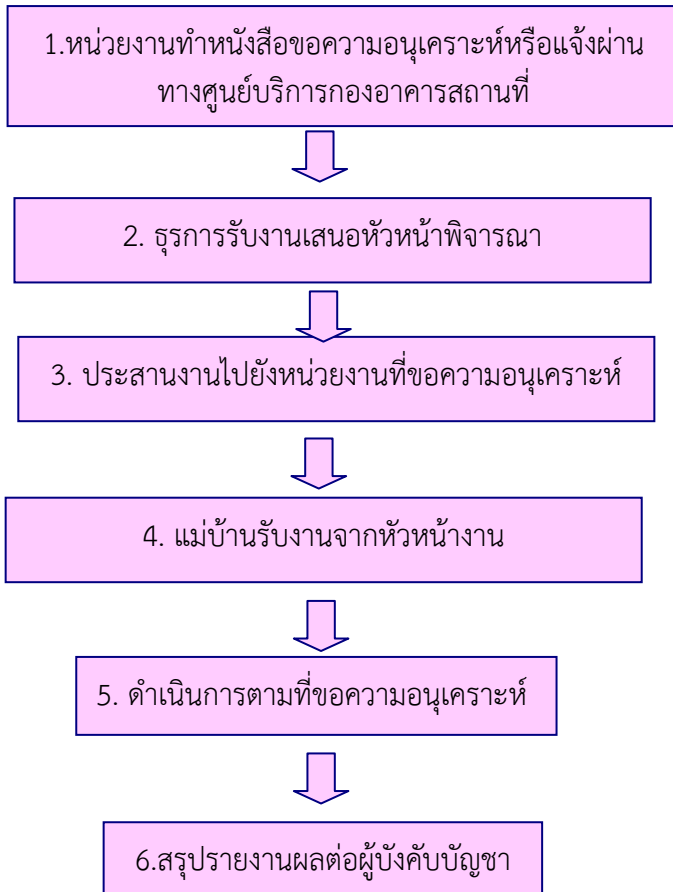 1.หน่วยงานทำหนังสือขอความอนุเคราะห์หรือแจ้งผ่าน
ทางศูนย์บริการกองอาคารสถานที่
2. ธุรการรับงานเสนอหัวหน้าพิจารณา
3. ประสานงานไปยังหน่วยงานที่ขอความอนุเคราะห์
4. แม่บ้านรับงานจากหัวหน้างาน
5. ดำเนินการตามที่ขอความอนุเคราะห์
6.สรุปรายงานผลต่อผู้บังคับบัญชา